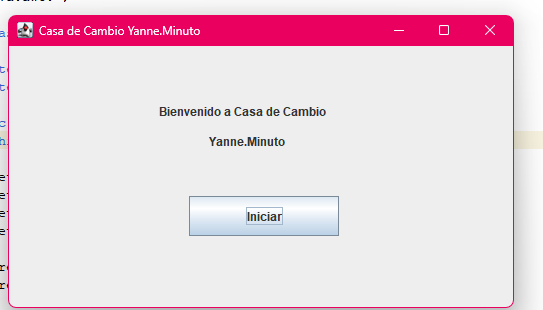 Casa de Cambio Yanne.Minuto
Bienvenido a Casa de Cambio
Yanne.Minuto
Iniciar